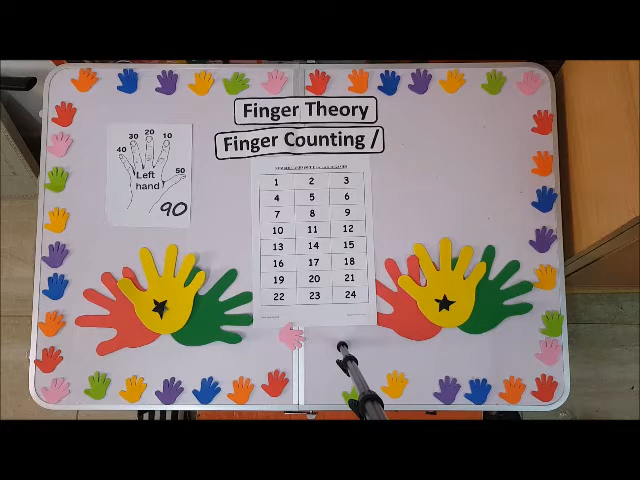 Finger Theory
Finger Counting /
20
30 10
40
50
Left
hand
90
1 2 3
4 5 6
7 8 9
10 11 12
13 14 15
16 17 18
19 20 21
22 23 24